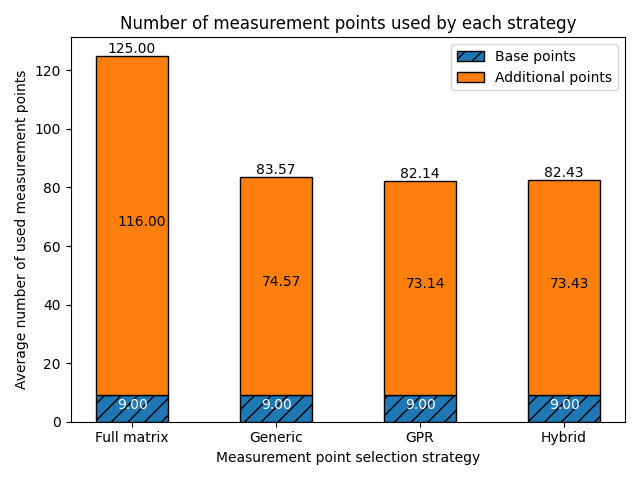 Number of measurement points used by each strategy
Base points
Additional points
125.00
83.57
82.14
82.43
116.00
74.57
73.14
73.43
9.00
9.00
9.00
9.00
120
100
80
60
40
20
0
Average number of used measurement points
Full matrix
Generic
GPR
Hybrid
Measurement point selection strategy